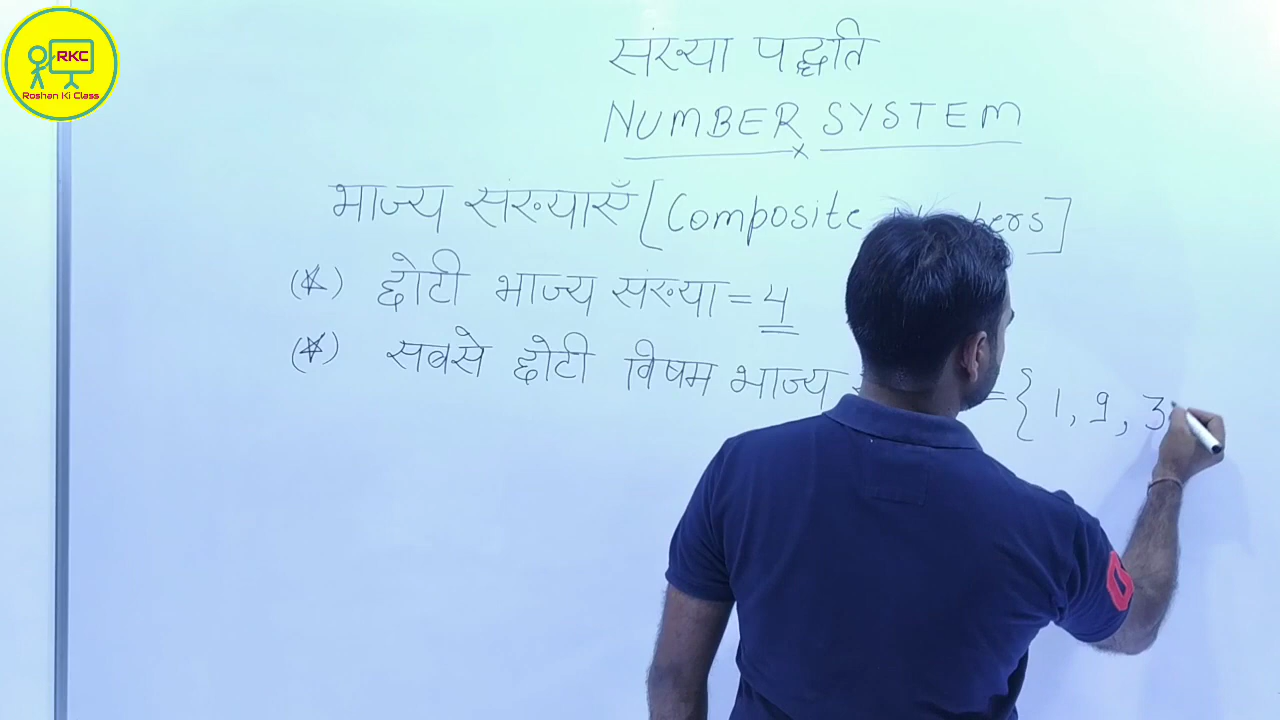 RKC
Roshan Ki Class
संख्या पद्धति
NUMBER SYSTEM
भाज्य संख्याएँ [Composite Numbers]
(*) छोटी भाज्य संख्या = 4
(*) सबसे छोटी विषम भाज्य = { 1, 9, 3